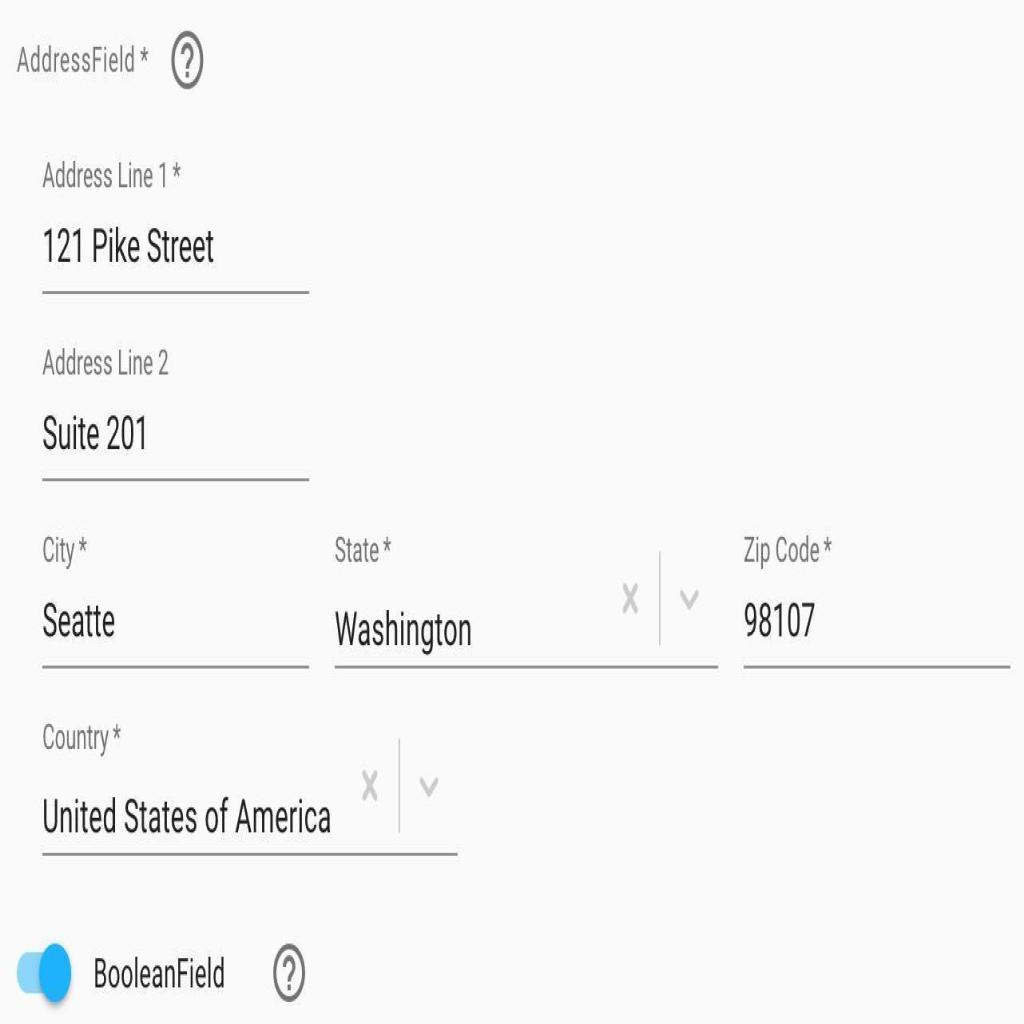 AddressField *
Address Line 1 *
121 Pike Street
Address Line 2
Suite 201
City * State * Zip Code *
Seatte Washington 98107
Country *
United States of America
BooleanField